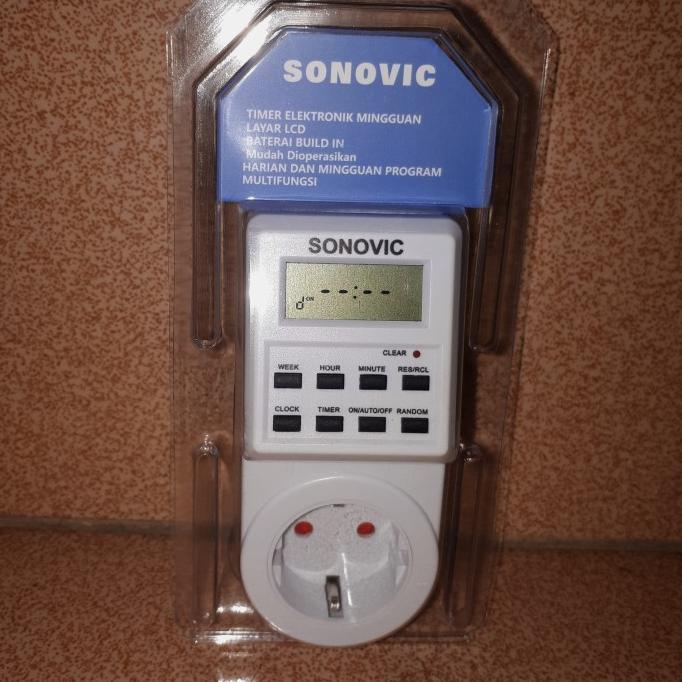 SONOVIC
TIMER ELEKTRONIK MINGGUAN
LAYAR LCD
BATERAI BUILD IN
Mudah Dioperasikan
HARIAN DAN MINGGUAN PROGRAM
MULTIFUNGSI
SONOVIC
--:--
d ON
CLEAR
WEEK HOUR MINUTE RES/RCL
CLOCK TIMER ON/AUTO/OFF RANDOM